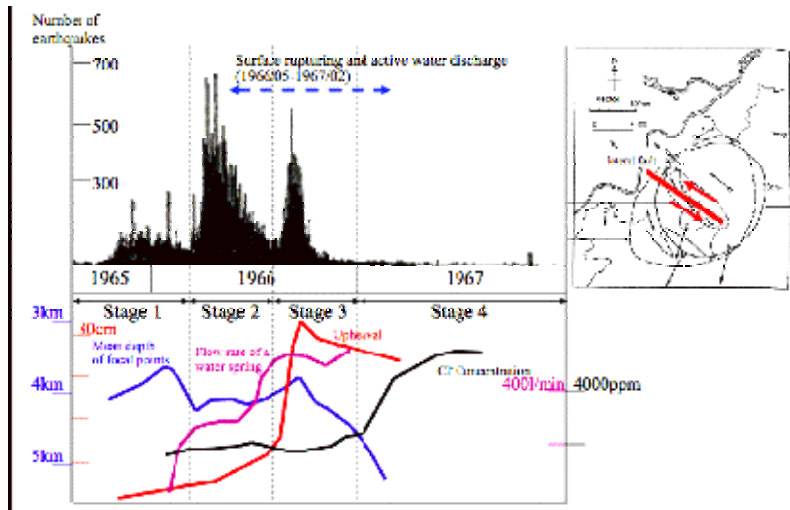 Number of
earthquakes
700
500
300
Surface rupturing and active water discharge
(1966/05-1967/02)
lateral fault
1965
1966
1967
Stage 1
Stage 2
Stage 3
Stage 4
3km
30cm
Mean depth
of focal points
Flow rate of a
water spring
Upheaval
Cl- Concentration
4km
400l/min
4000ppm
5km